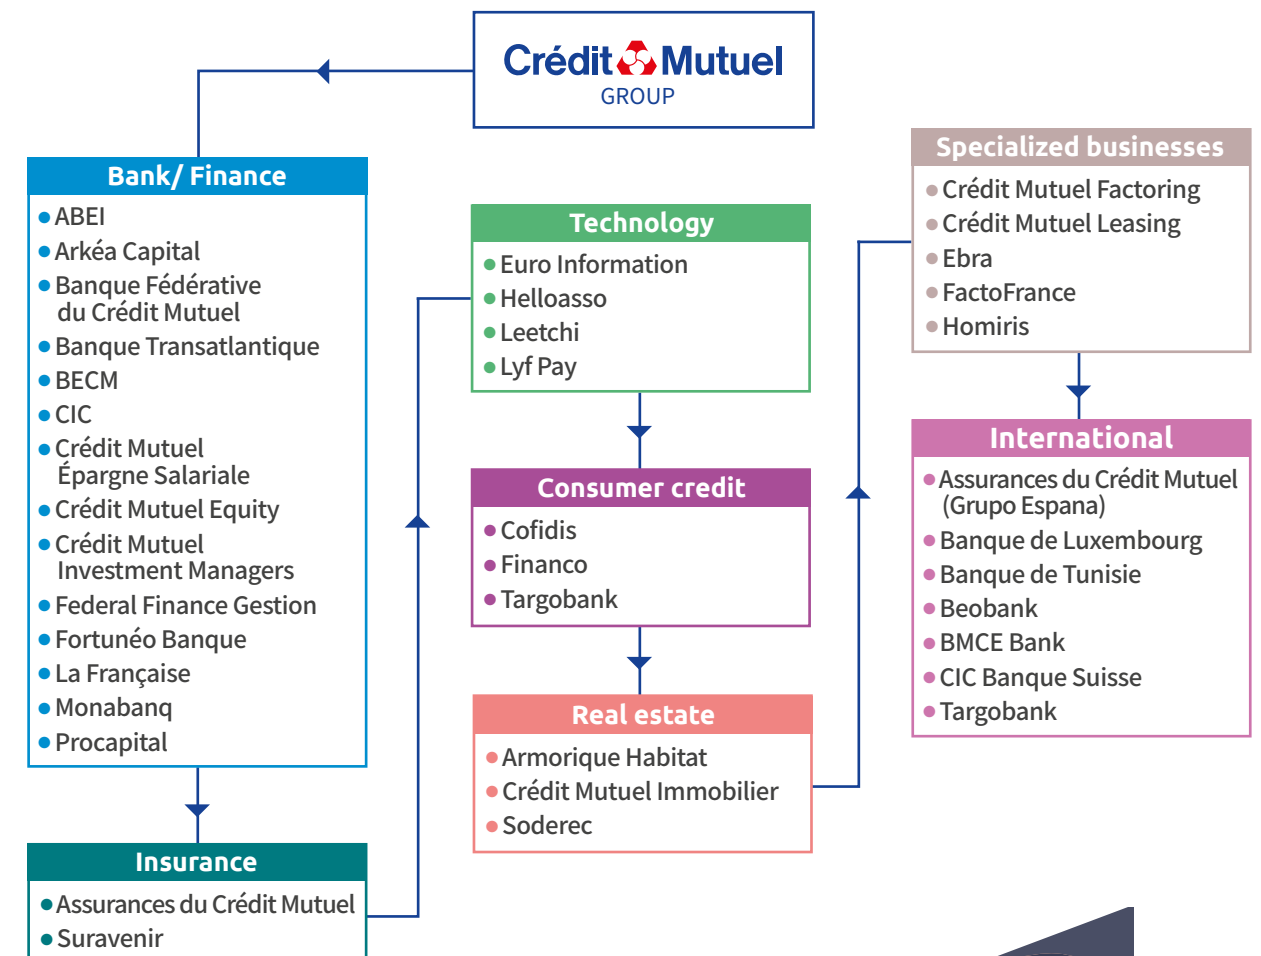 Crédit Mutuel
GROUP
Bank/ Finance
ABEI
Arkéa Capital
Banque Fédérative
du Crédit Mutuel
Banque Transatlantique
BECM
CIC
Crédit Mutuel
Épargne Salariale
Crédit Mutuel Equity
Crédit Mutuel
Investment Managers
Federal Finance Gestion
Fortunéo Banque
La Française
Monabanq
Procapital
Insurance
Assurances du Crédit Mutuel
Suravenir
Technology
Euro Information
Helloasso
Leetchi
Lyf Pay
Consumer credit
Cofidis
Financo
Targobank
Real estate
Armorique Habitat
Crédit Mutuel Immobilier
Soderec
Specialized businesses
Crédit Mutuel Factoring
Crédit Mutuel Leasing
Ebra
FactoFrance
Homiris
International
Assurances du Crédit Mutuel
(Grupo Espana)
Banque de Luxembourg
Banque de Tunisie
Beobank
BMCE Bank
CIC Banque Suisse
Targobank